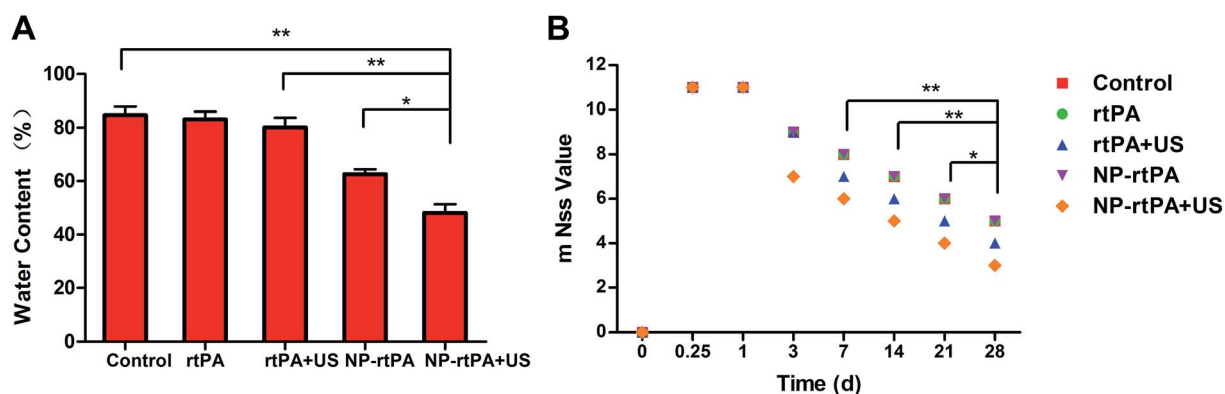 A
**
**
*
Water Content (%)
100
80
60
40
20
0
Control rtPA rtPA+US NP-rtPA NP-rtPA+US
B
**
**
*
m Nss Value
12
10
8
6
4
2
0
0 0.25 1 3 7 14 21 28
Time (d)
Control
rtPA
rtPA+US
NP-rtPA
NP-rtPA+US